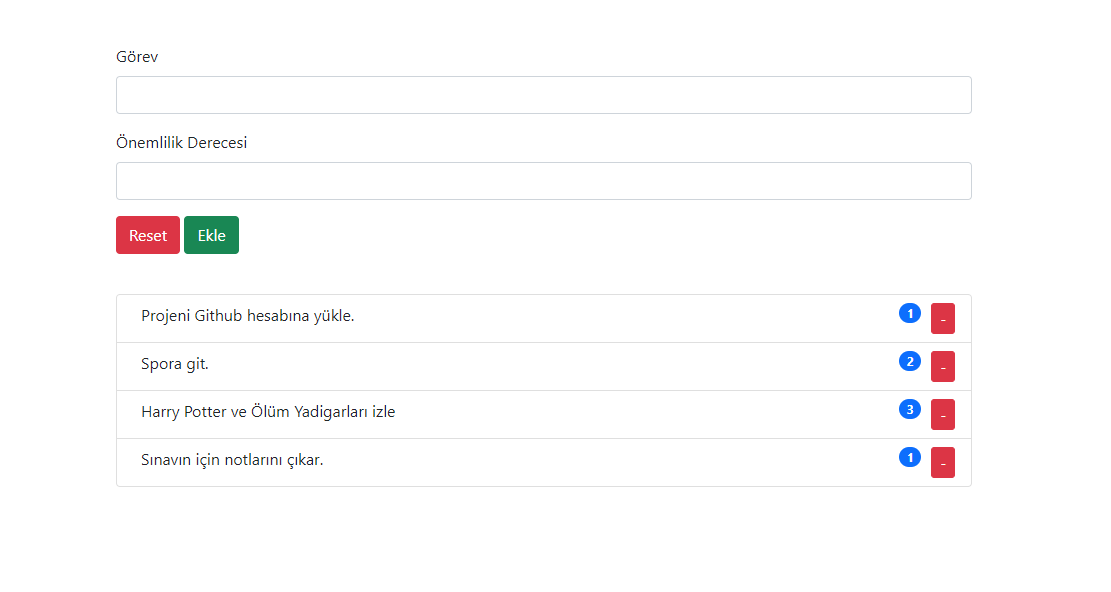 Görev
Önemlilik Derecesi
Reset Ekle
Projeni Github hesabına yükle. 1 -
Spora git. 2 -
Harry Potter ve Ölüm Yadigarları izle 3 -
Sınavın için notlarını çıkar. 1 -